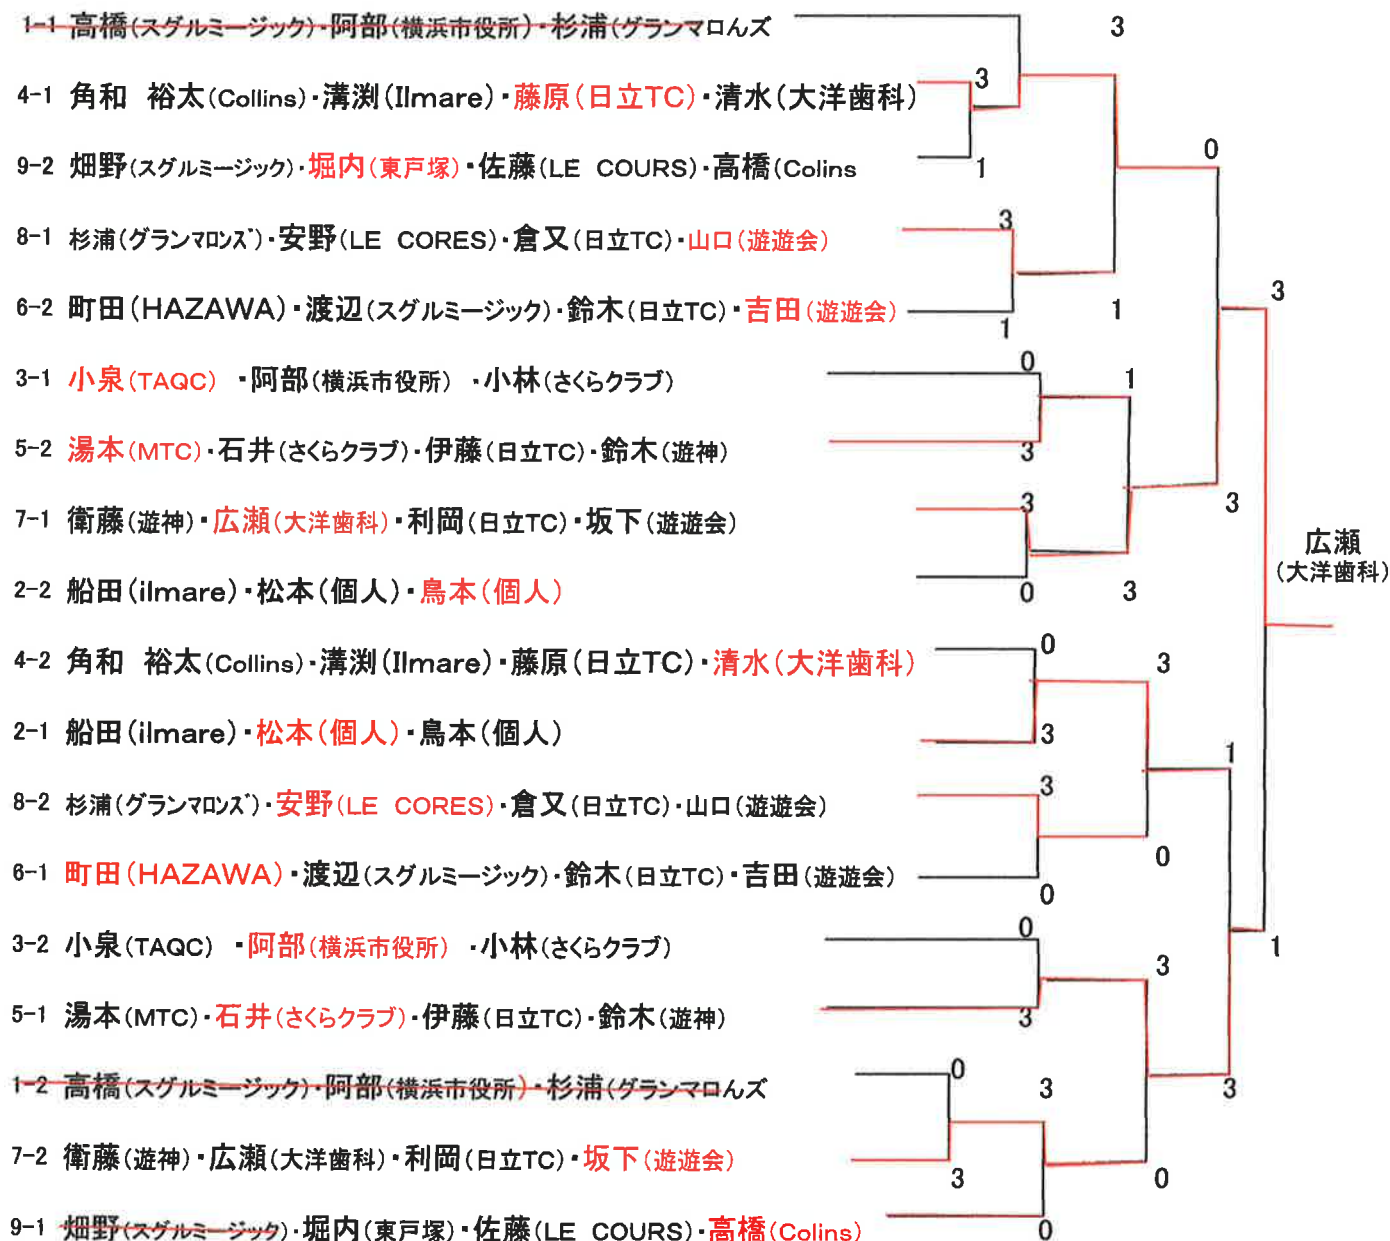 1-1 高橋(スグルミージック)・阿部(横浜市役所)・杉浦(グランマロんズ 3
4-1 角和 裕太(Collins)・溝渕(Ilmare)・藤原(日立TC)・清水(大洋歯科) 3
0
9-2 畑野(スグルミージック)・堀内(東戸塚)・佐藤(LE COURS)・高橋(Colins 1
8-1 杉浦(グランマロンズ)・安野(LE CORES)・倉又(日立TC)・山口(遊遊会) 3
3
6-2 町田(HAZAWA)・渡辺(スグルミージック)・鈴木(日立TC)・吉田(遊遊会) 1 1
0
3-1 小泉(TAQC) ・阿部(横浜市役所) ・小林(さくらクラブ) 1
5-2 湯本(MTC)・石井(さくらクラブ)・伊藤(日立TC)・鈴木(遊神) 3
3 3
7-1 衛藤(遊神)・広瀬(大洋歯科)・利岡(日立TC)・坂下(遊遊会)
広瀬
(大洋歯科)
2-2 船田(ilmare)・松本(個人)・鳥本(個人) 0 3
0
4-2 角和 裕太(Collins)・溝渕(Ilmare)・藤原(日立TC)・清水(大洋歯科) 3
2-1 船田(ilmare)・松本(個人)・鳥本(個人) 3
1
3
8-2 杉浦(グランマロンズ)・安野(LE CORES)・倉又(日立TC)・山口(遊遊会)
0
6-1 町田(HAZAWA)・渡辺(スグルミージック)・鈴木(日立TC)・吉田(遊遊会) 0
0
3-2 小泉(TAQC) ・阿部(横浜市役所) ・小林(さくらクラブ) 1
3
5-1 湯本(MTC)・石井(さくらクラブ)・伊藤(日立TC)・鈴木(遊神) 3
0
1-2 高橋(スグルミージック)・阿部(横浜市役所)・杉浦(グランマロんズ 3 3
7-2 衛藤(遊神)・広瀬(大洋歯科)・利岡(日立TC)・坂下(遊遊会) 3 0
9-1 畑野(スグルミージック)・堀内(東戸塚)・佐藤(LE COURS)・高橋(Colins) 0